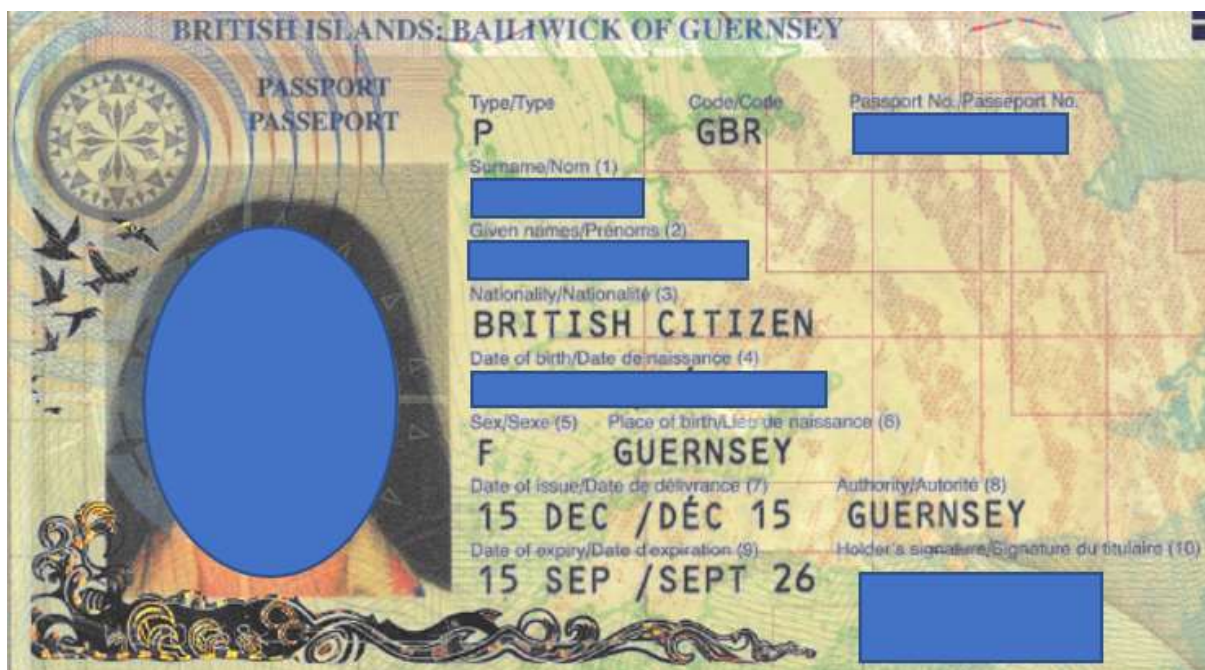 BRITISH ISLANDS: BAILIWICK OF GUERNSEY
PASSPORT
PASSEPORT
Type/Type Code/Code Passport No./Passeport No.
P GBR
Surname/Nom (1)
Given names/Prénoms (2)
Nationality/Nationalité (3)
BRITISH CITIZEN
Date of birth/Date de naissance (4)
Sex/Sexe (5) Place of birth/Lieu de naissance (6)
F GUERNSEY
Date of issue/Date de délivrance (7) Authority/Autorité (8)
15 DEC /DÉC 15 GUERNSEY
Date of expiry/Date d'expiration (9) Holder's signature/Signature du titulaire (10)
15 SEP /SEPT 26